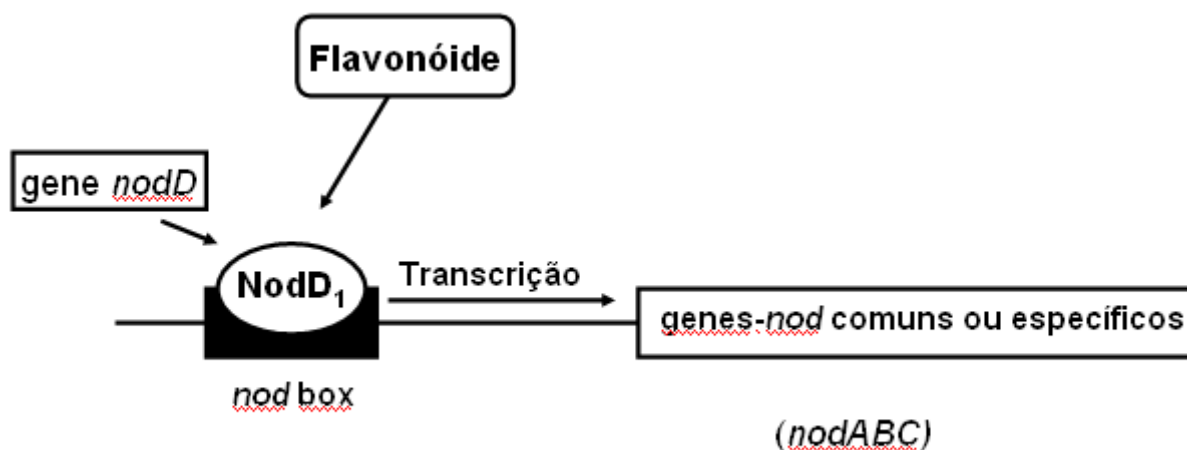 Flavonóide
gene nodD
NodD₁
Transcrição
genes-nod comuns ou específicos
nod box
(nodABC)